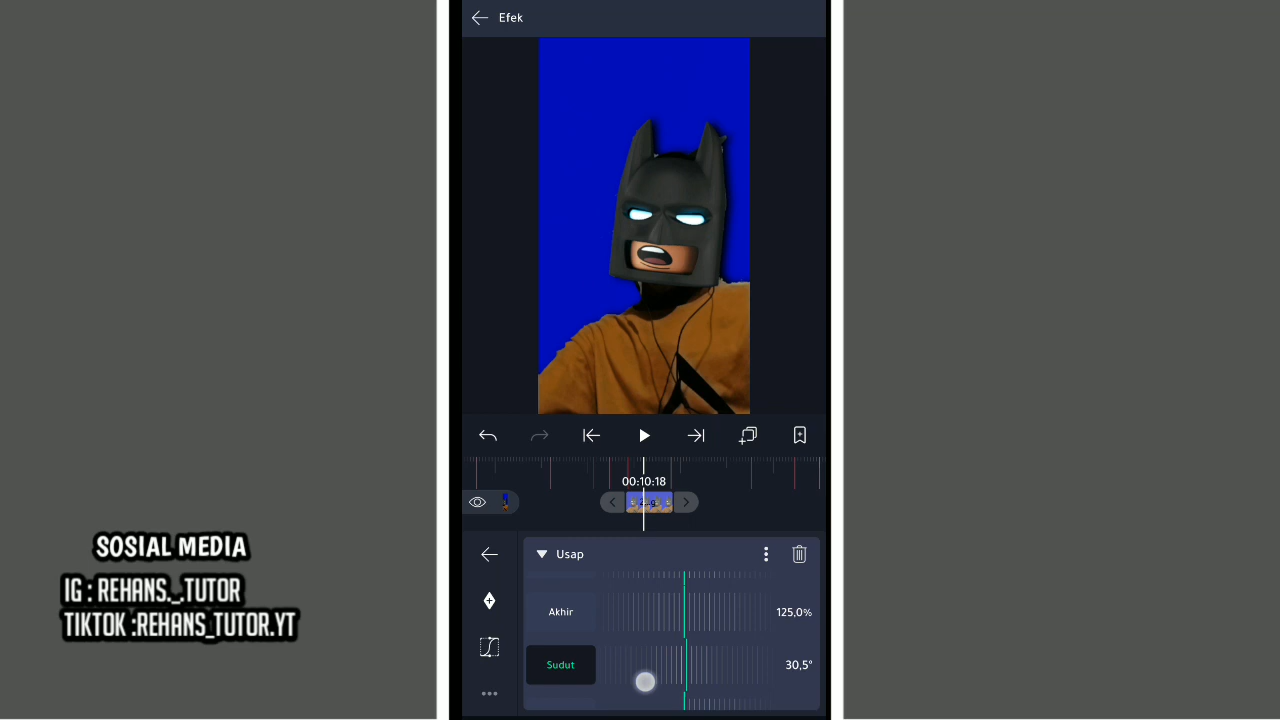 Efek
00:10:18
Usap
Akhir
125,0%
Sudut
30,5°
SOSIAL MEDIA
IG : REHANS._.TUTOR
TIKTOK :REHANS_TUTOR.YT